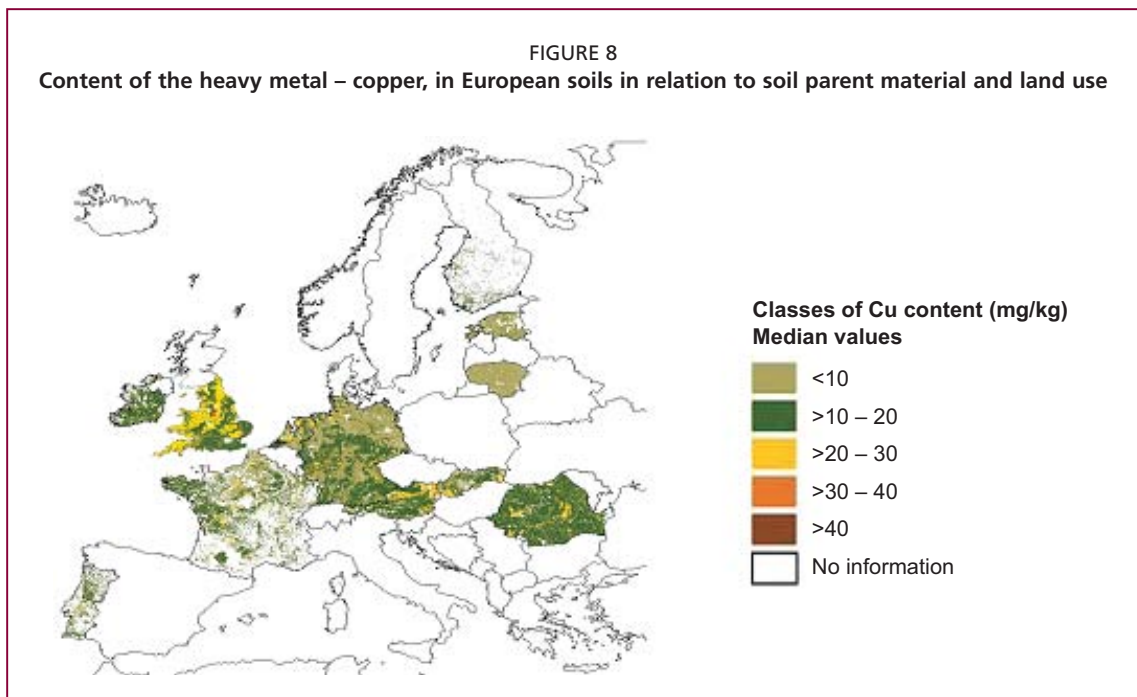 FIGURE 8
Content of the heavy metal – copper, in European soils in relation to soil parent material and land use
Classes of Cu content (mg/kg)
Median values
<10
>10 – 20
>20 – 30
>30 – 40
>40
No information